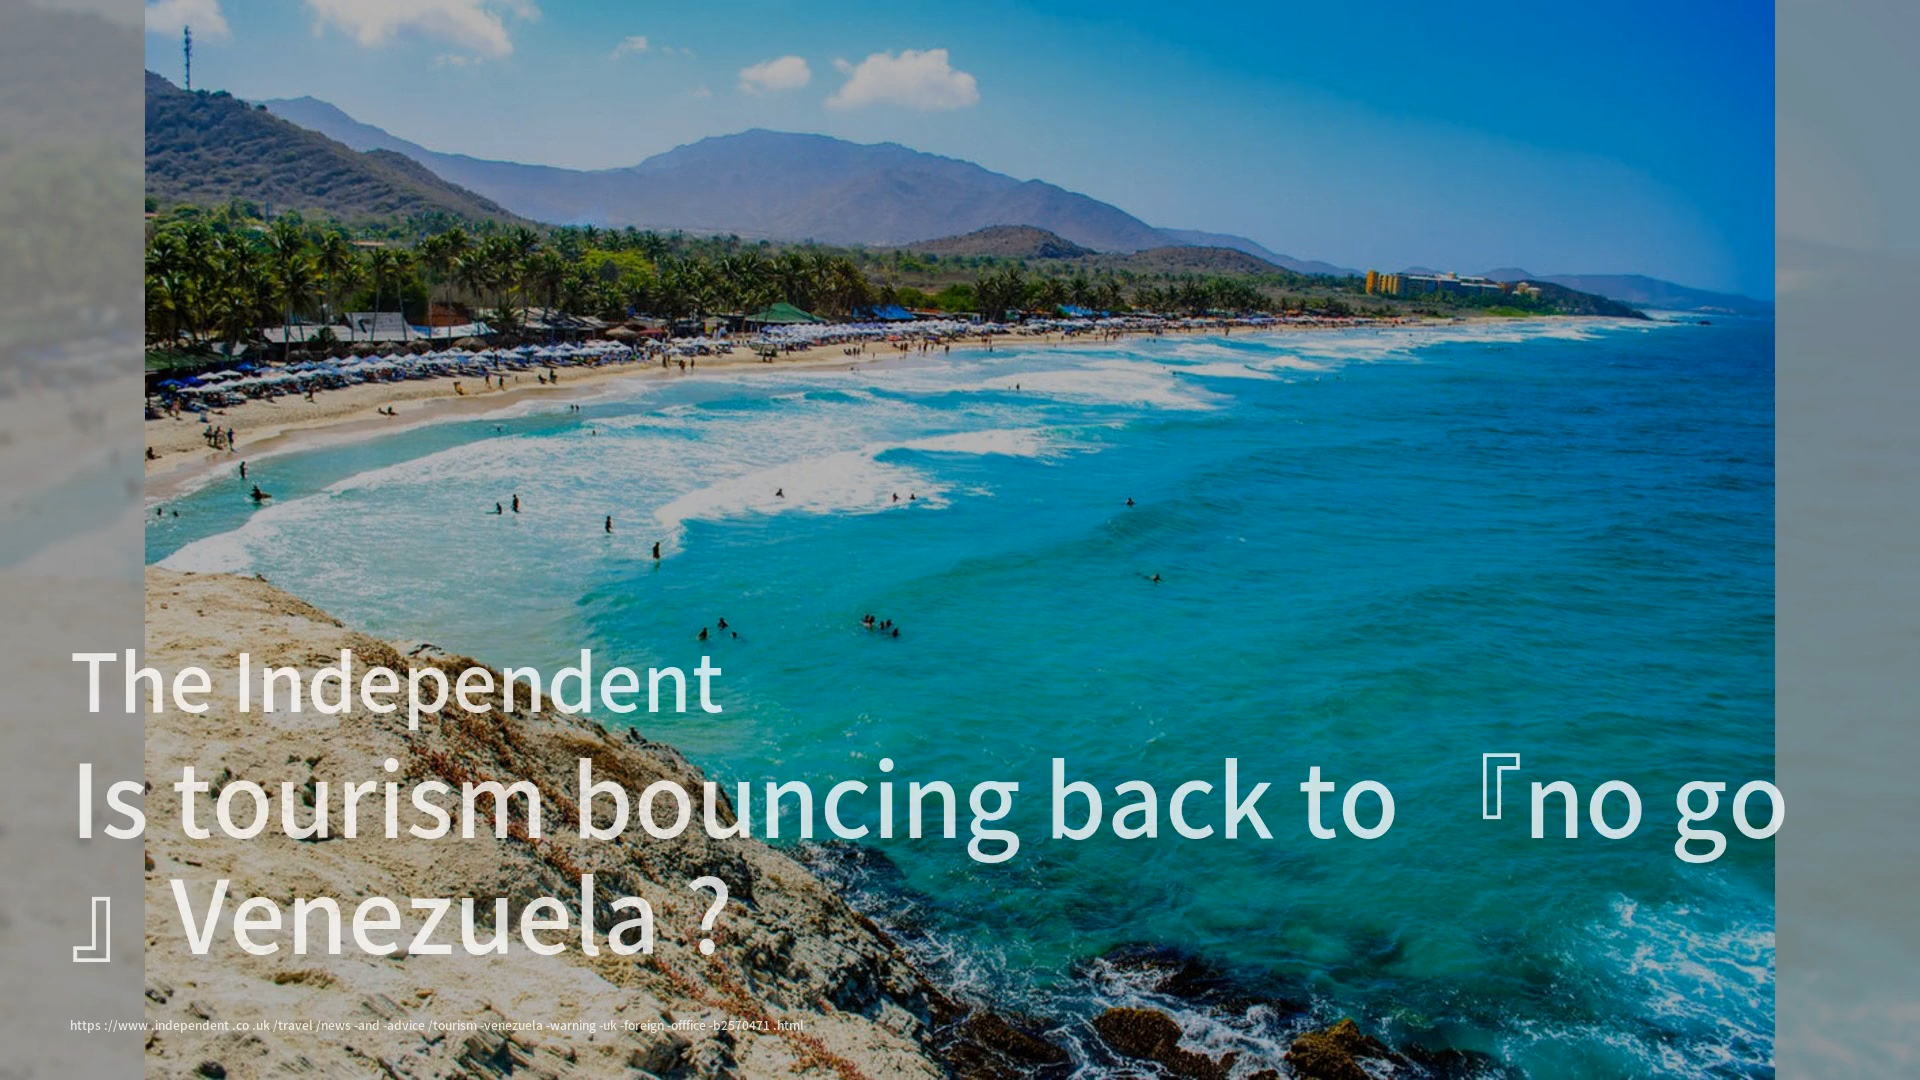 The Independent
Is tourism bouncing back to 『no go
』Venezuela ?
https ://www .independent .co .uk /travel /news -and -advice /tourism -venezuela -warning -uk -foreign -offfice -b2570471 .html